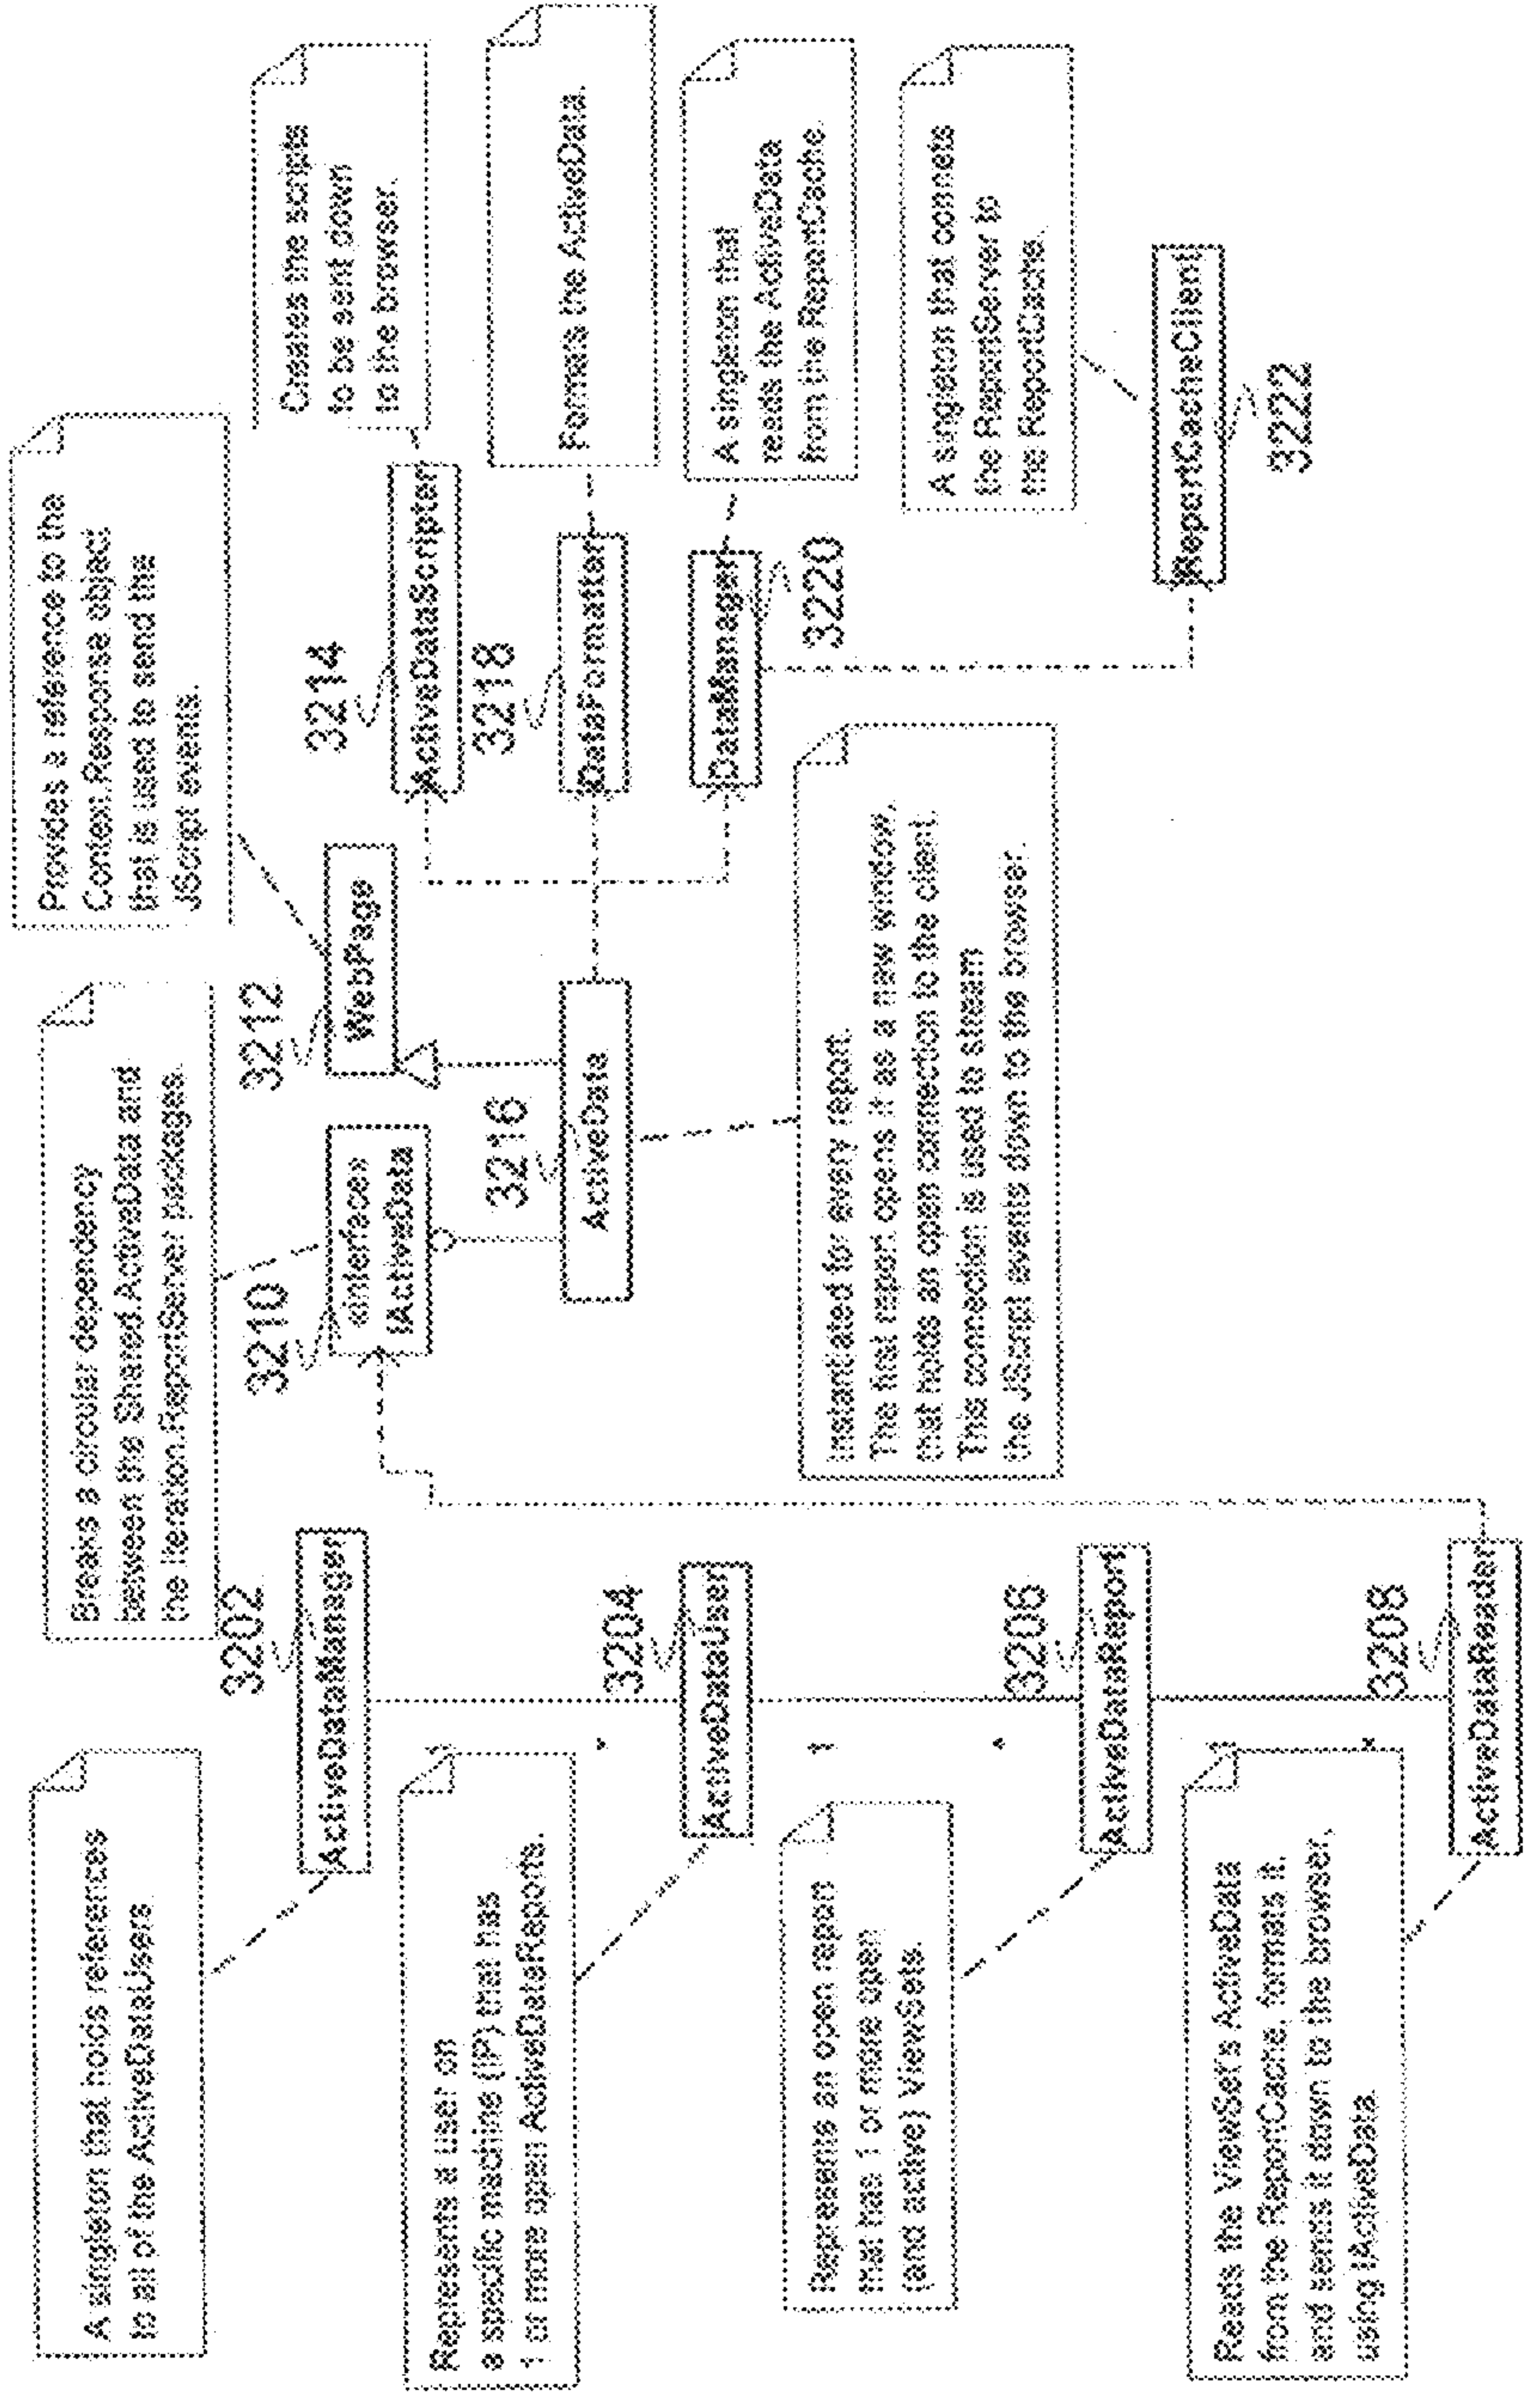 A singleton that holds references
to all of the ActiveDataUsers.
3202
ActiveDataManager
Represents a user on
a specific machine (IP) that has
1 or more open ActiveDataReports.
1
*
3204
ActiveDataUser
Represents an open report
that has 1 or more open
(and active) ViewSets.
1
*
3206
ActiveDataReport
Reads the ViewSet's ActiveData
from the ReportCache, formats it,
and sends it down to the browser,
using IActiveData.
1
*
3208
ActiveDataReader
Breaks a circular dependency
between the Shared.ActiveData and
the Iteration.ReportServer packages.
3210
«interface»
IActiveData
Provides a reference to the
Context.Response object
that is used to send the
JScript events.
3212
WebPage
3216
ActiveData
Instantiated for every report.
The first report opens it as a new window,
that holds an open connection to the client.
This connection is used to stream
the JScript events down to the browser.
Creates the scripts
to be sent down
to the browser.
3214
ActiveDataScripter
Formats the ActiveData.
3218
DataFormatter
A singleton that
reads the ActiveData
from the ReportCache.
DataManager
3220
A singleton that connets
the ReportServer to
the ReportCache.
ReportCacheClient
3222